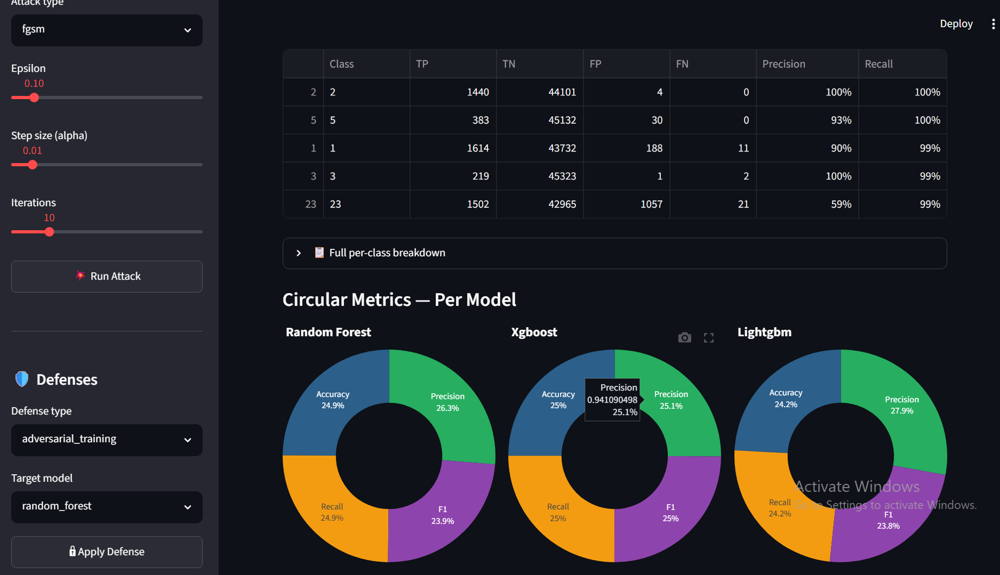 Attack type
fgsm
Epsilon
0.10
Step size (alpha)
0.01
Iterations
10
Run Attack
Defenses
Defense type
adversarial_training
Target model
random_forest
Apply Defense
Deploy
Class TP TN FP FN Precision Recall
2 2 1440 44101 4 0 100% 100%
5 5 383 45132 30 0 93% 100%
1 1 1614 43732 188 11 90% 99%
3 3 219 45323 1 2 100% 99%
23 23 1502 42965 1057 21 59% 99%
Full per-class breakdown
Circular Metrics — Per Model
Random Forest
Accuracy
24.9%
Precision
26.3%
Recall
24.9%
F1
23.9%
Xgboost
Accuracy
25%
Precision
0.941090498
25.1%
Precision
25.1%
Recall
25%
F1
25%
Lightgbm
Accuracy
24.2%
Precision
27.9%
Recall
24.2%
F1
23.8%
Activate Windows
Go to Settings to activate Windows.